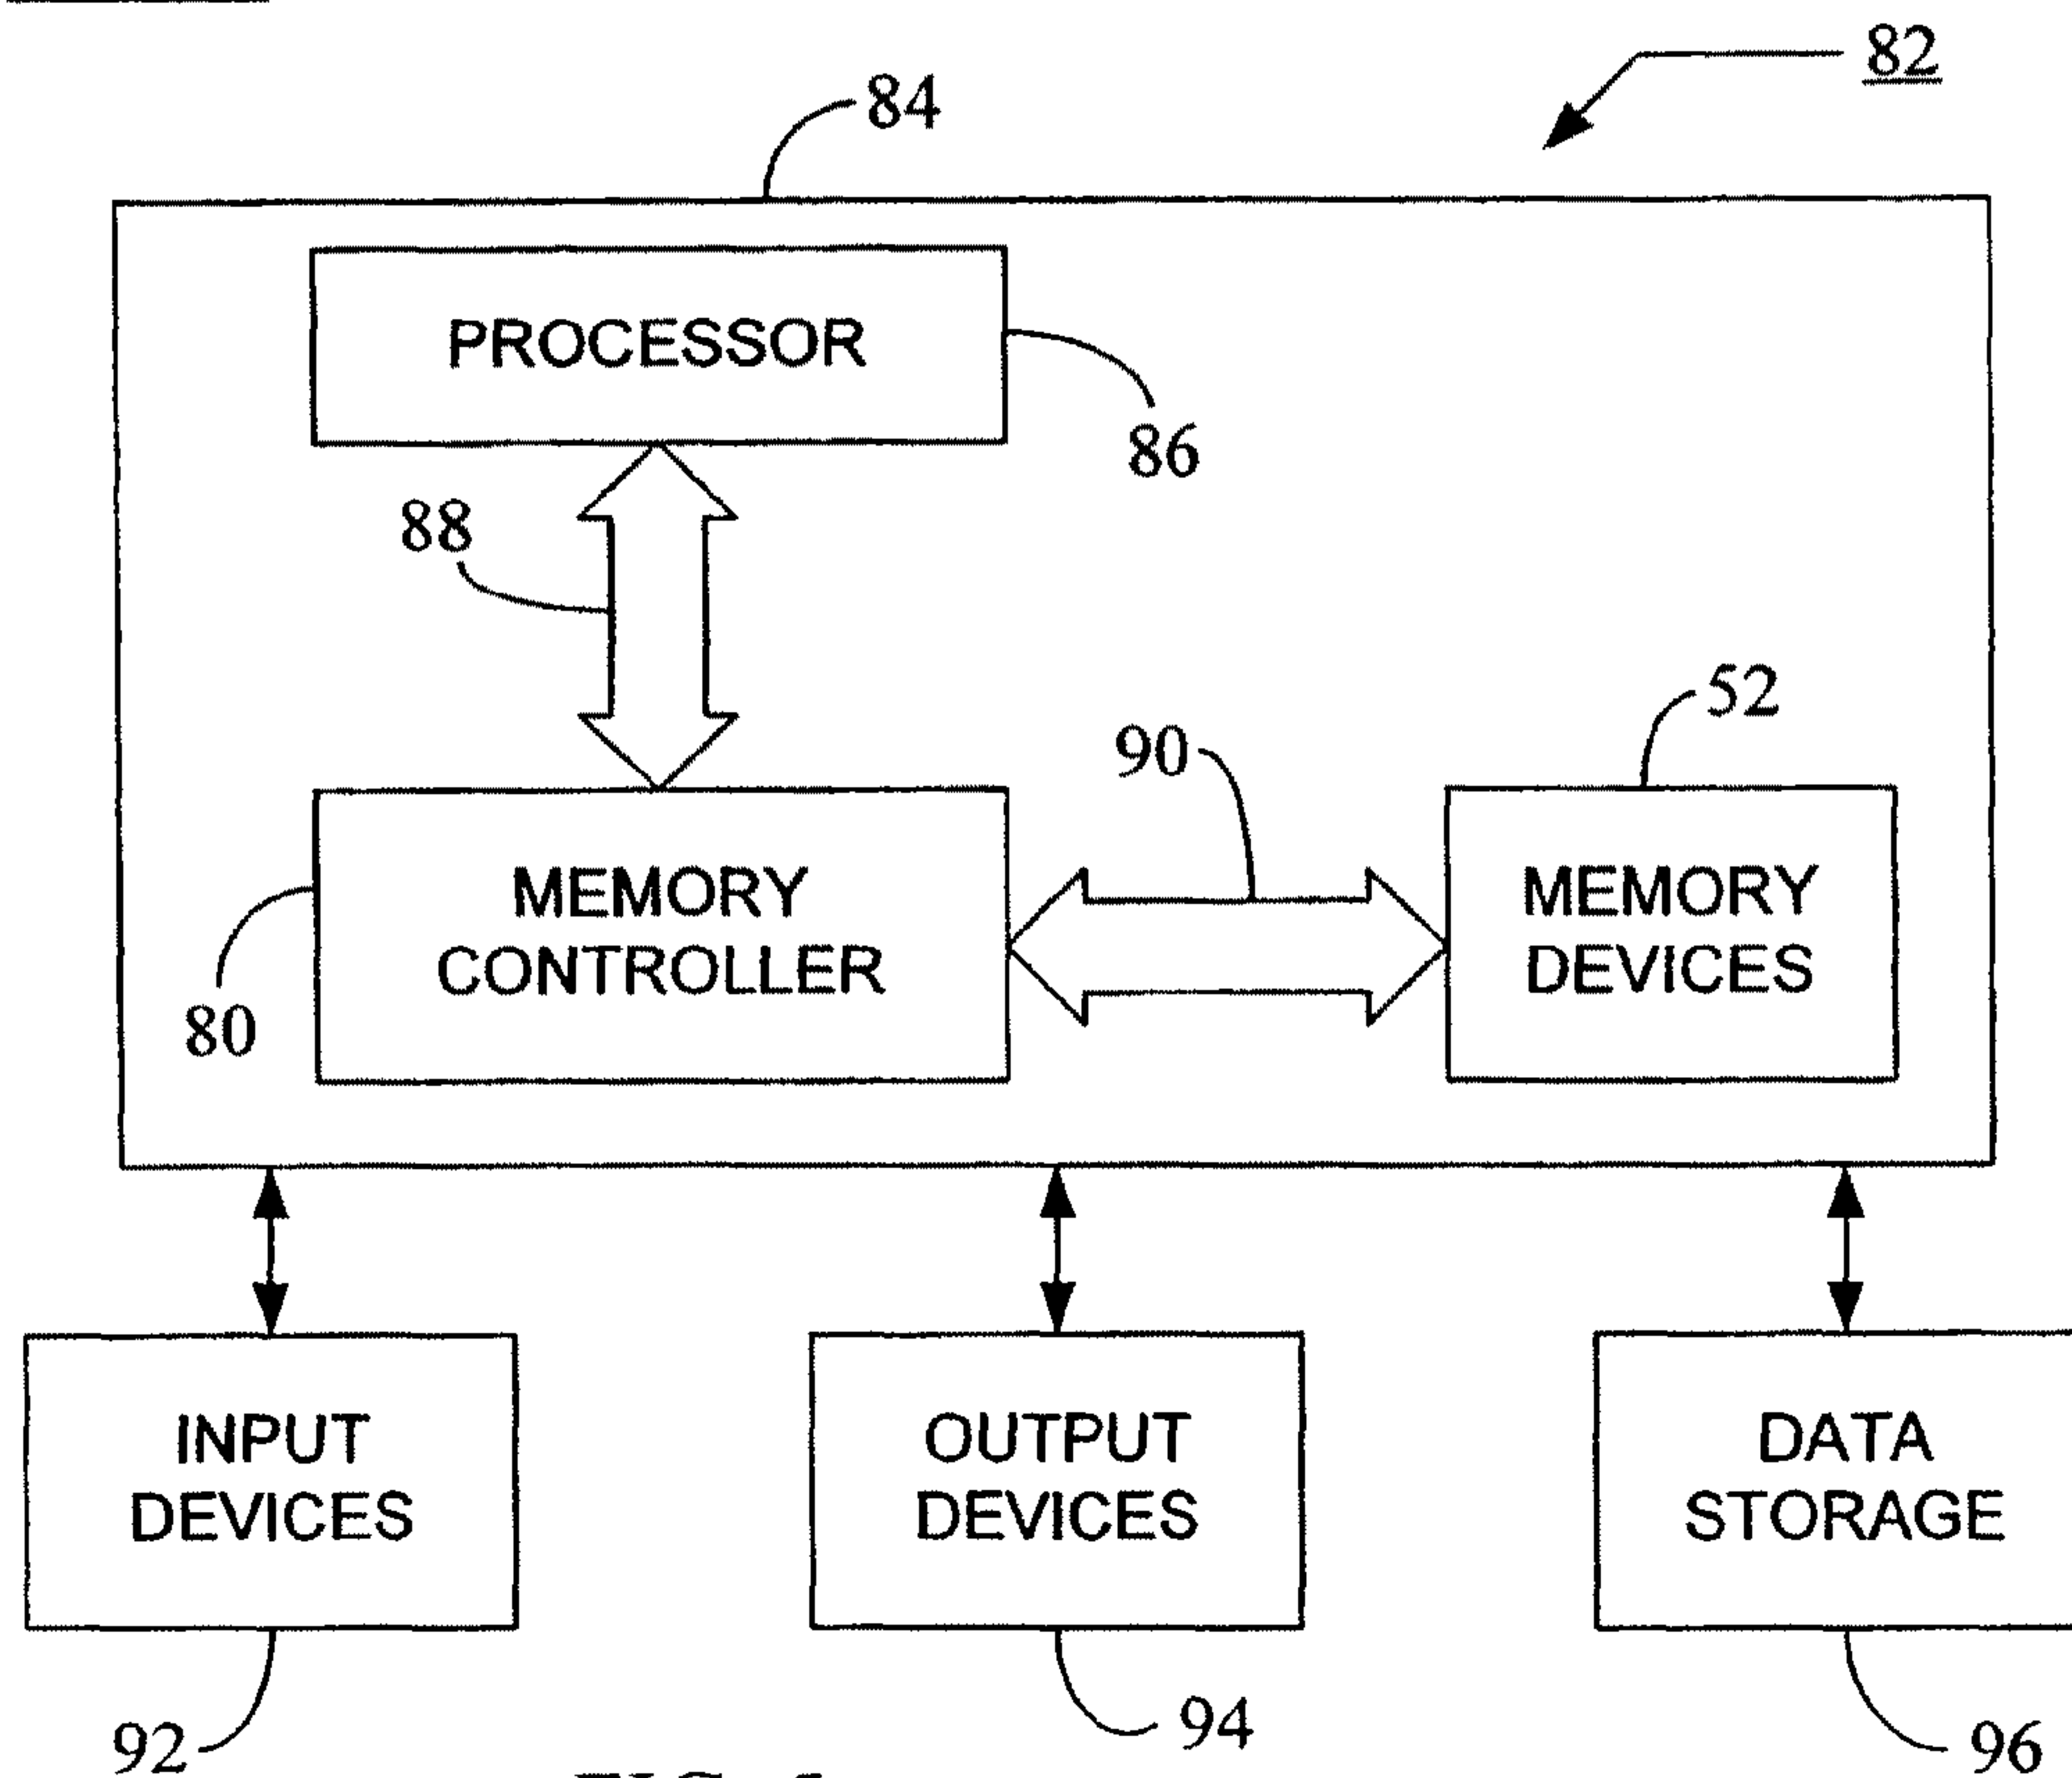 82
84
PROCESSOR
86
88
52
90
MEMORY
CONTROLLER
MEMORY
DEVICES
80
INPUT
DEVICES
OUTPUT
DEVICES
DATA
STORAGE
92
94
96